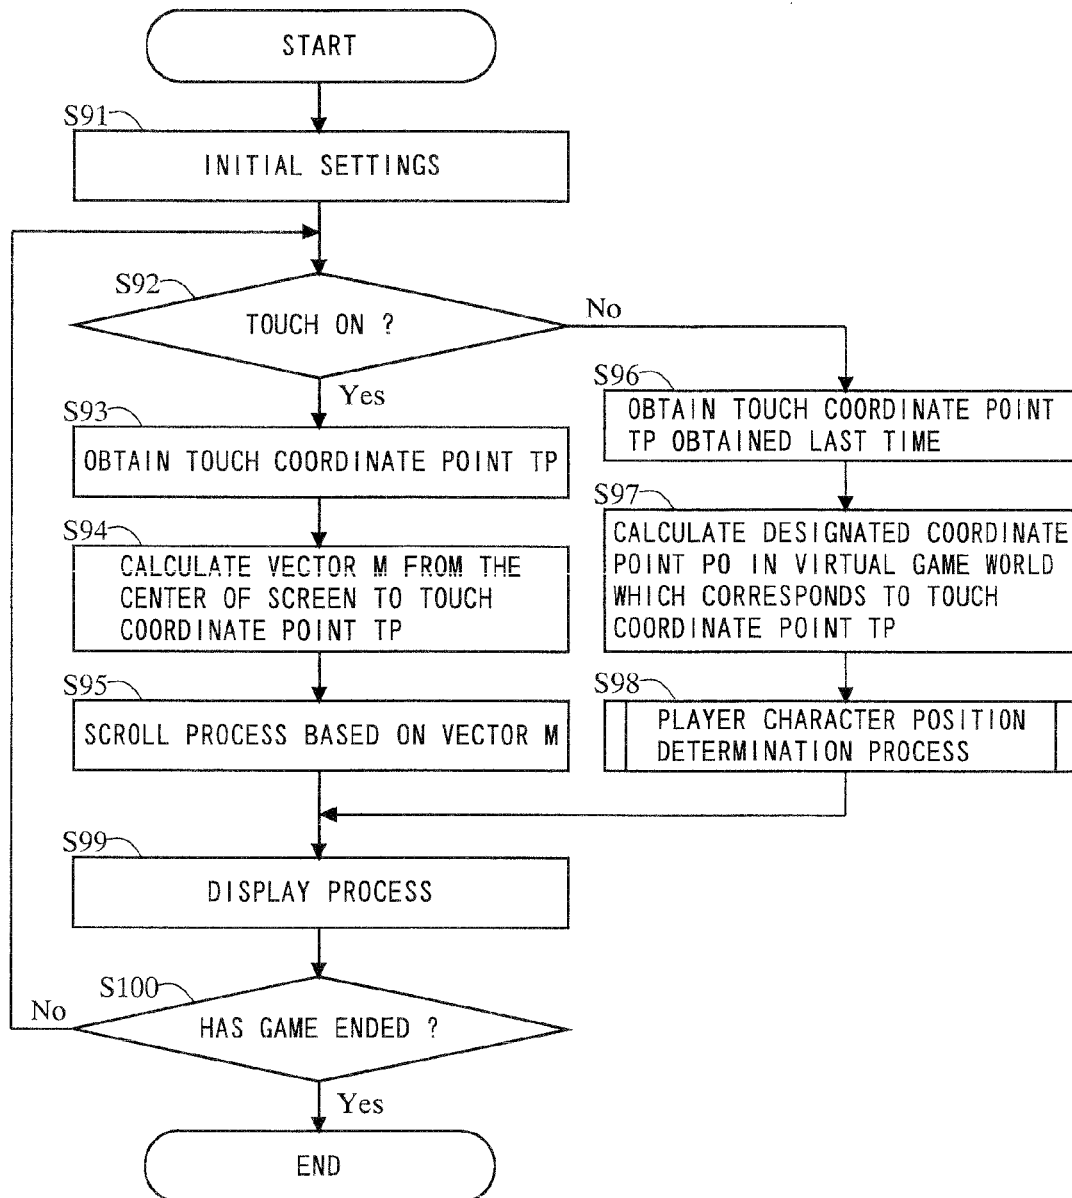 START
S91
INITIAL SETTINGS
S92
TOUCH ON ?
No
Yes
S93
OBTAIN TOUCH COORDINATE POINT TP
S94
CALCULATE VECTOR M FROM THE
CENTER OF SCREEN TO TOUCH
COORDINATE POINT TP
S95
SCROLL PROCESS BASED ON VECTOR M
S96
OBTAIN TOUCH COORDINATE POINT
TP OBTAINED LAST TIME
S97
CALCULATE DESIGNATED COORDINATE
POINT PO IN VIRTUAL GAME WORLD
WHICH CORRESPONDS TO TOUCH
COORDINATE POINT TP
S98
PLAYER CHARACTER POSITION
DETERMINATION PROCESS
S99
DISPLAY PROCESS
S100
HAS GAME ENDED ?
No
Yes
END